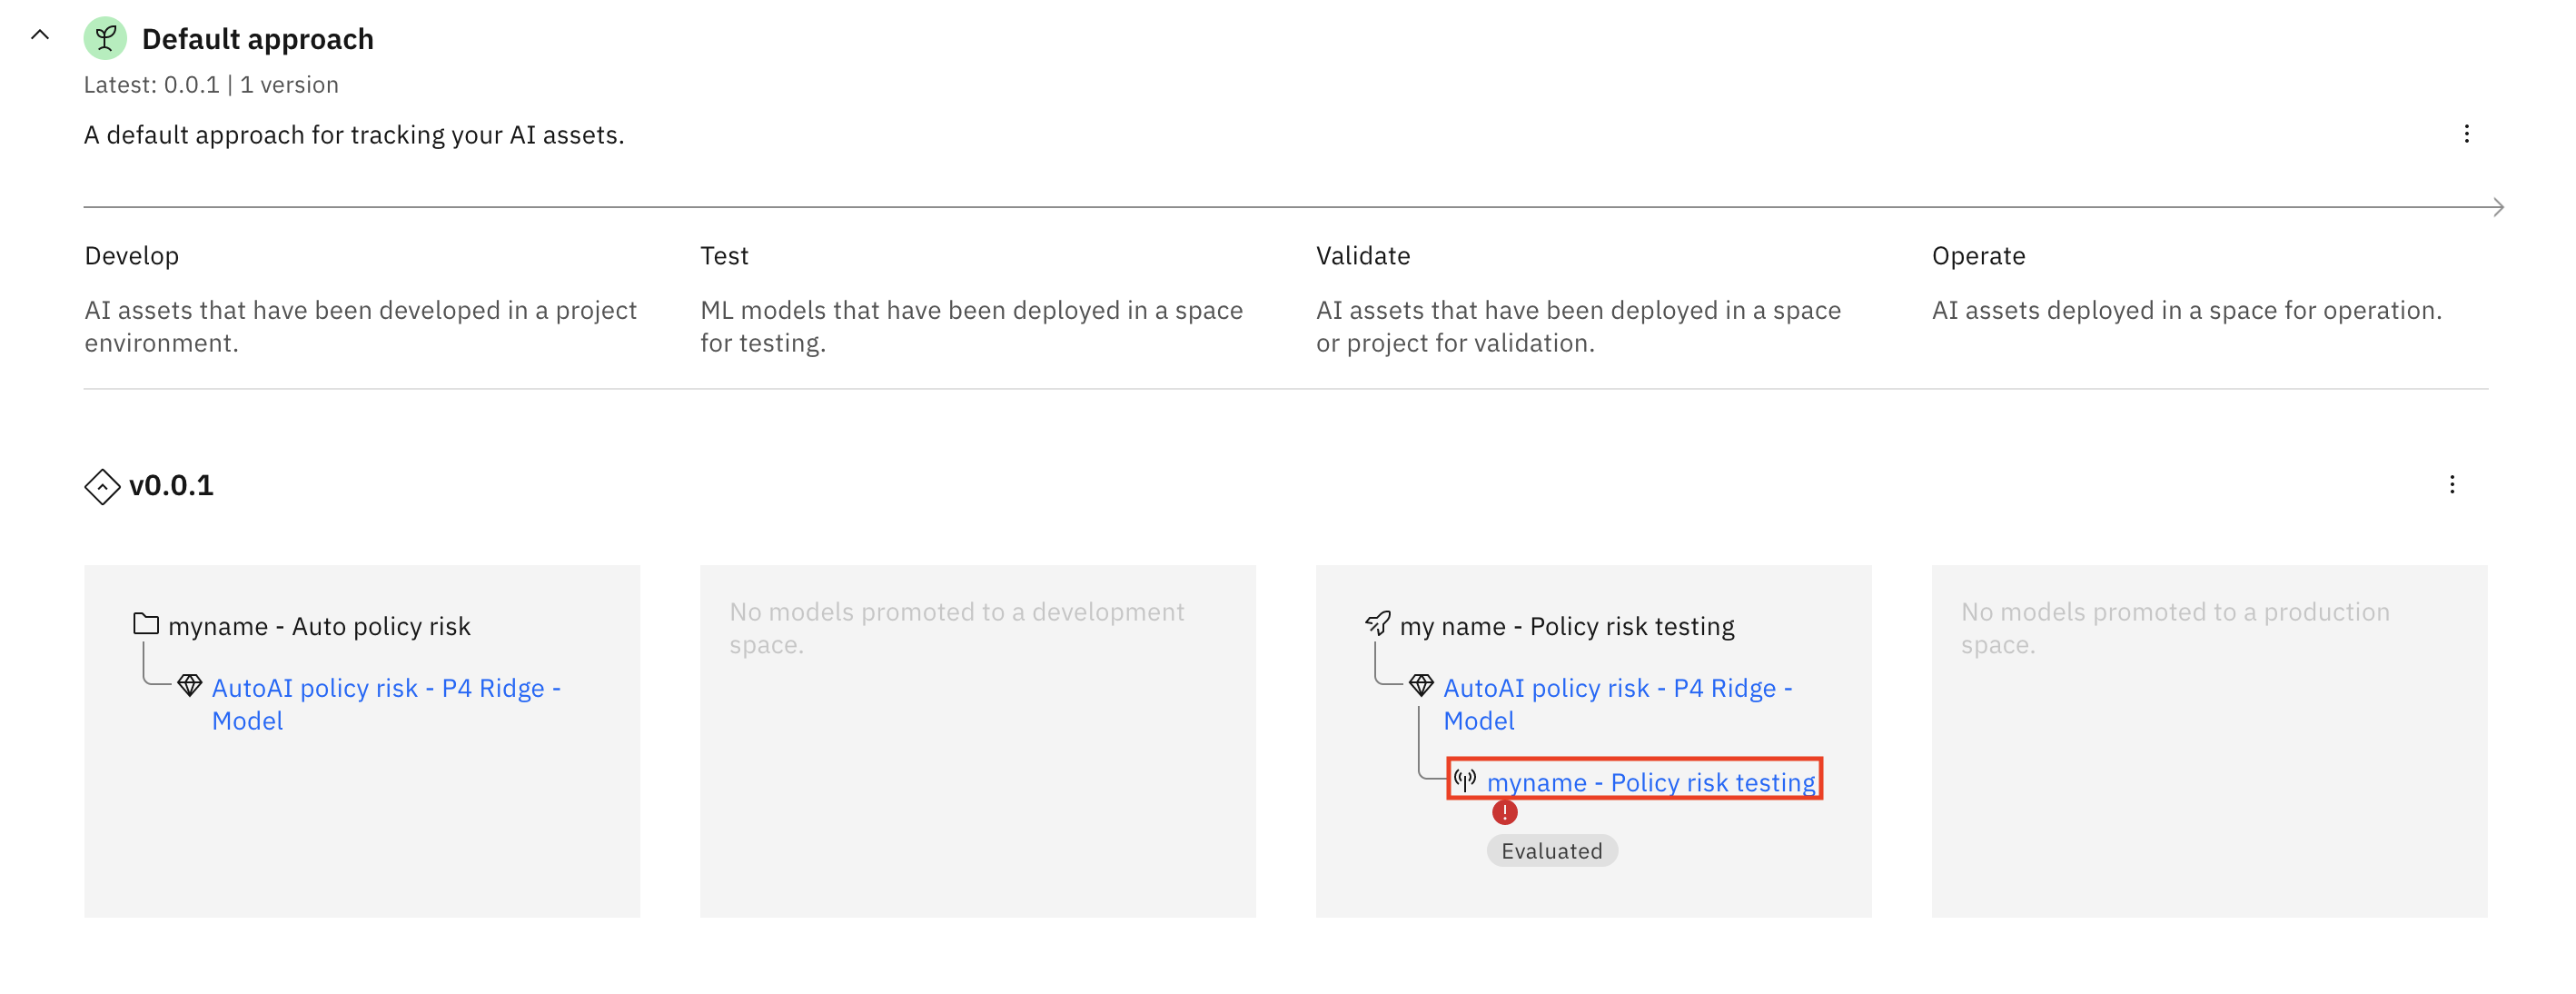 Default approach
Latest: 0.0.1 | 1 version
A default approach for tracking your AI assets.
Develop
AI assets that have been developed in a project
environment.
Test
ML models that have been deployed in a space
for testing.
Validate
AI assets that have been deployed in a space
or project for validation.
Operate
AI assets deployed in a space for operation.
v0.0.1
myname - Auto policy risk
AutoAI policy risk - P4 Ridge -
Model
No models promoted to a development
space.
my name - Policy risk testing
AutoAI policy risk - P4 Ridge -
Model
myname - Policy risk testing
Evaluated
No models promoted to a production
space.